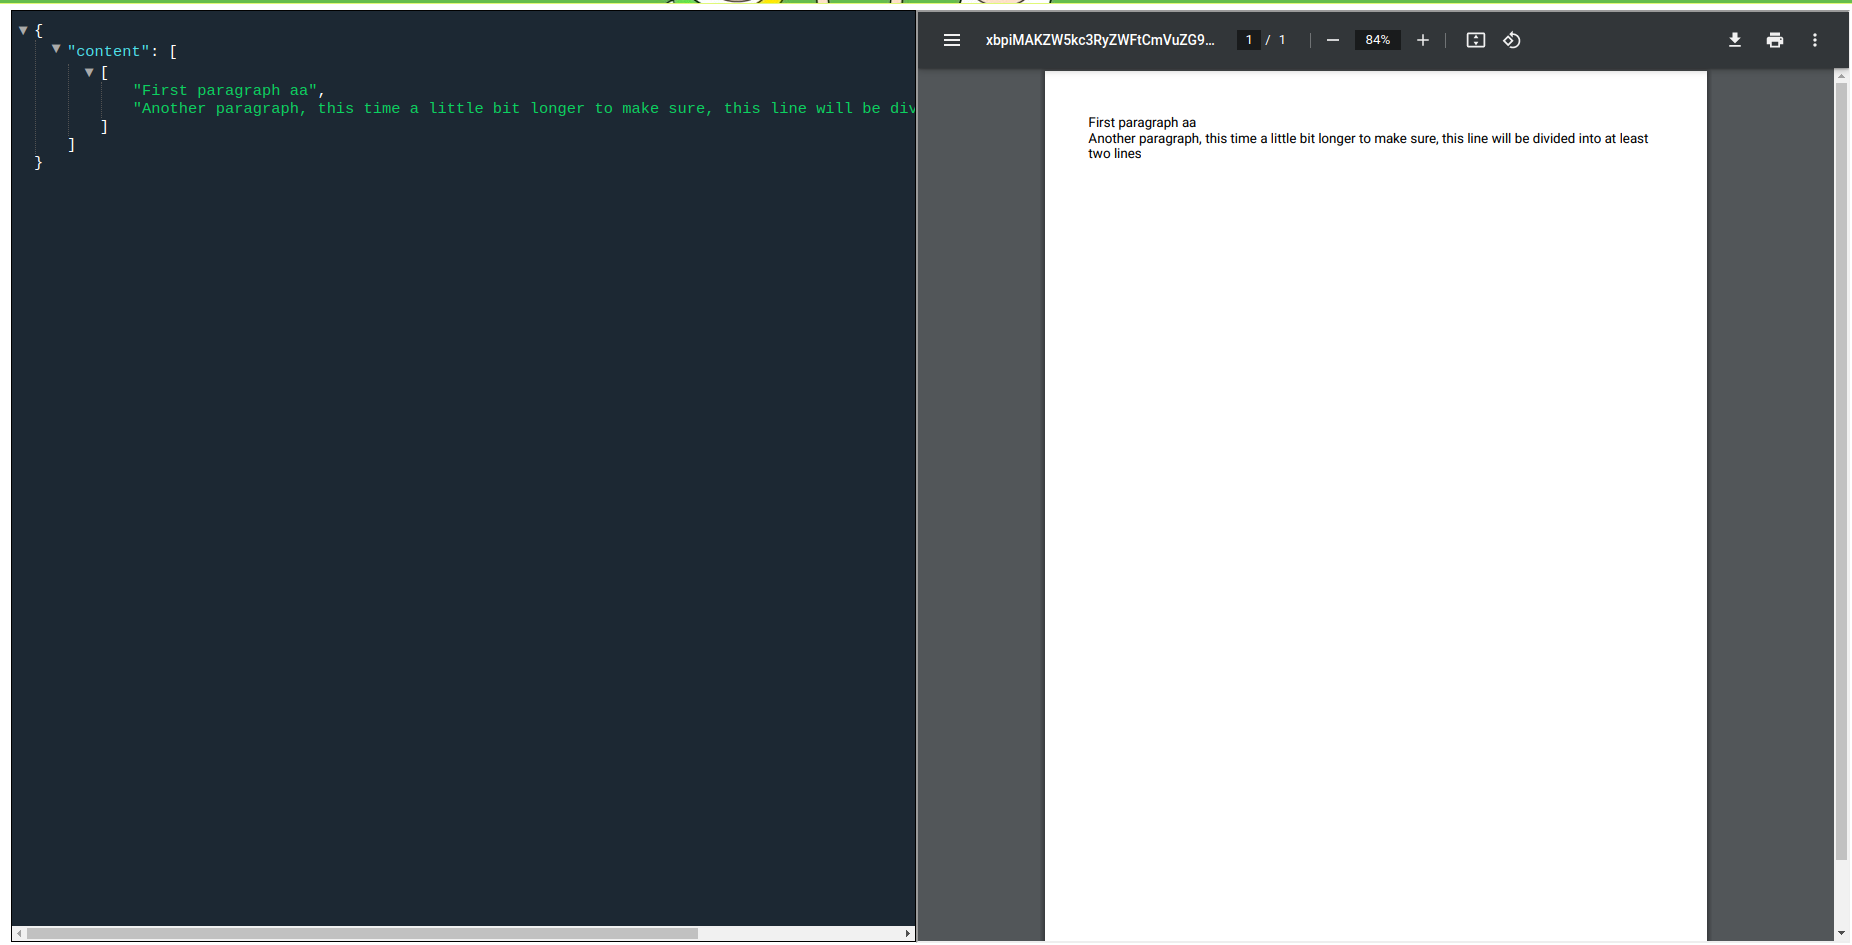 {
"content": [
[
"First paragraph aa",
"Another paragraph, this time a little bit longer to make sure, this line will be div
]
]
}
xbpiMAKZW5kc3RyZWFtCmVuZG9... 1 / 1 84%
First paragraph aa
Another paragraph, this time a little bit longer to make sure, this line will be divided into at least
two lines